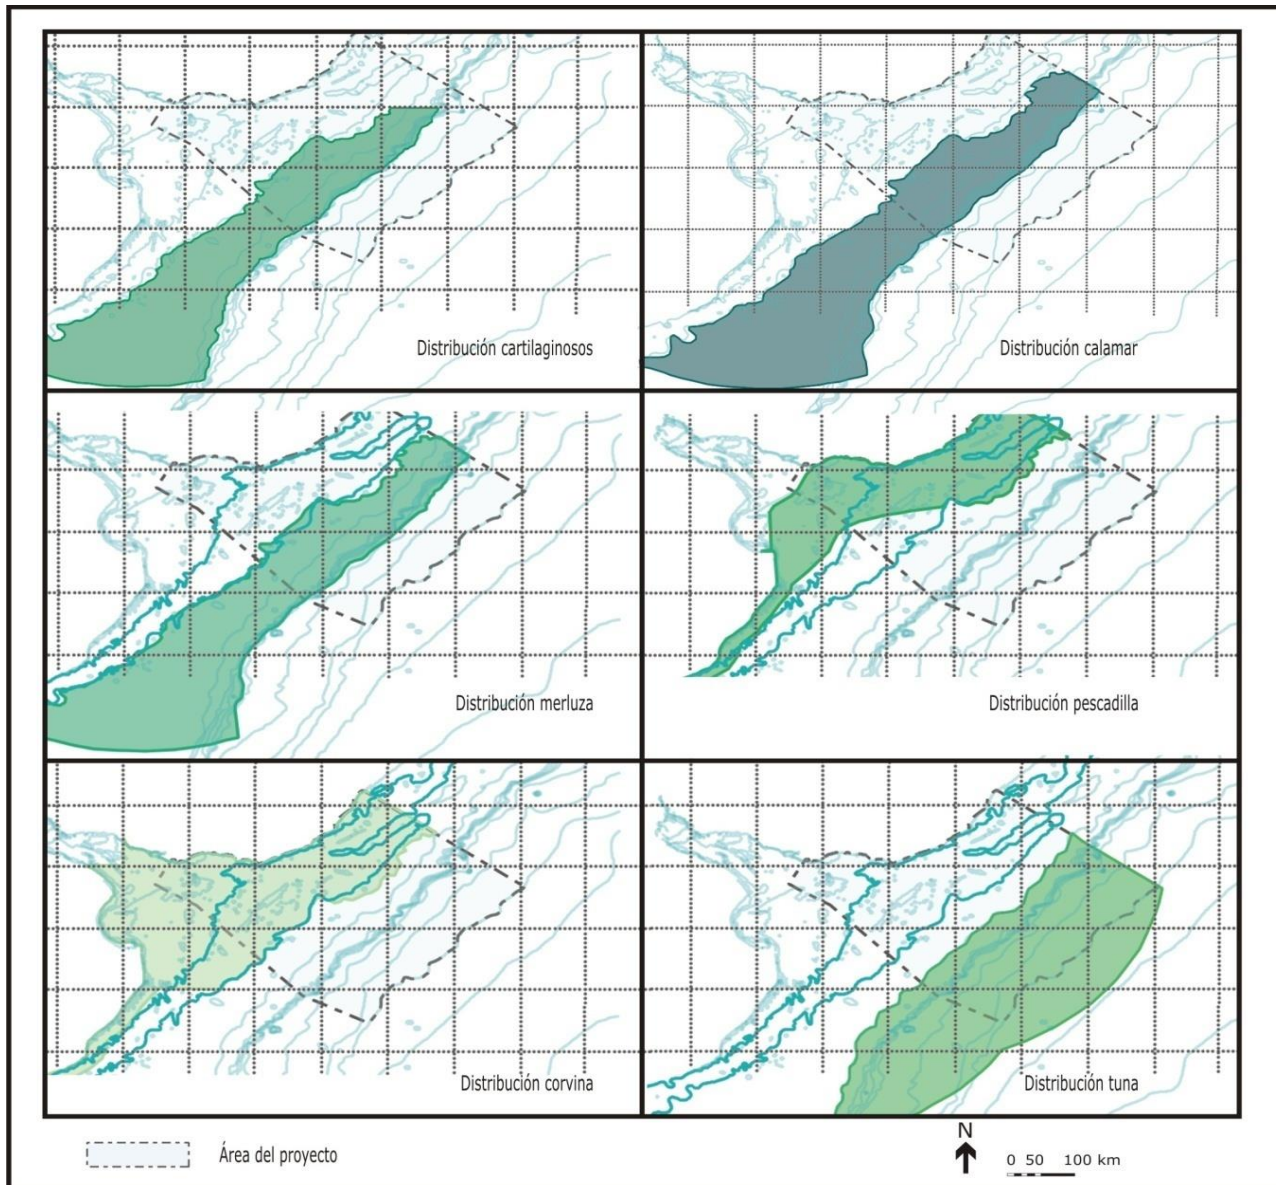 Distribución cartilaginosos
Distribución calamar
Distribución merluza
Distribución pescadilla
Distribución corvina
Distribución tuna
Área del proyecto
N
0 50 100 km